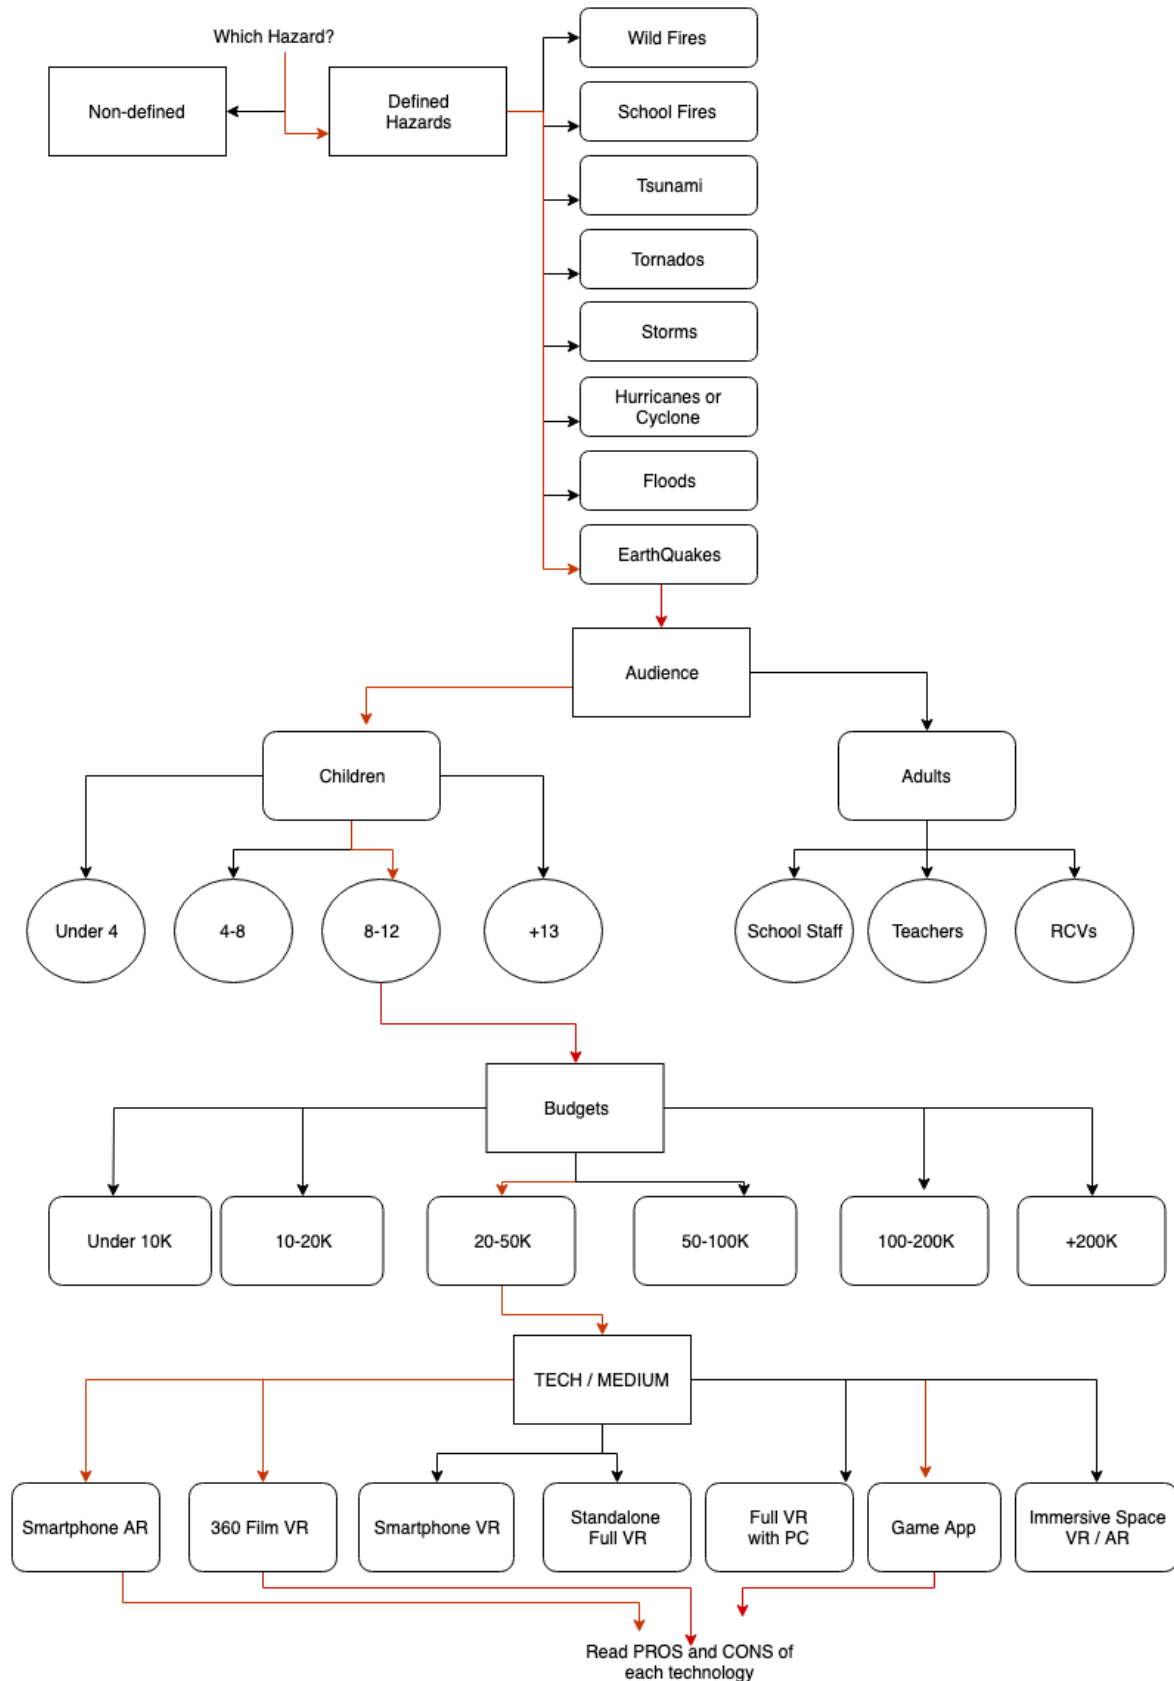 Which Hazard?
Non-defined
Defined
Hazards
Wild Fires
School Fires
Tsunami
Tornados
Storms
Hurricanes or
Cyclone
Floods
EarthQuakes
Audience
Children
Adults
Under 4
4-8
8-12
+13
School Staff
Teachers
RCVs
Budgets
Under 10K
10-20K
20-50K
50-100K
100-200K
+200K
TECH / MEDIUM
Smartphone AR
360 Film VR
Smartphone VR
Standalone
Full VR
Full VR
with PC
Game App
Immersive Space
VR / AR
Read PROS and CONS of
each technology